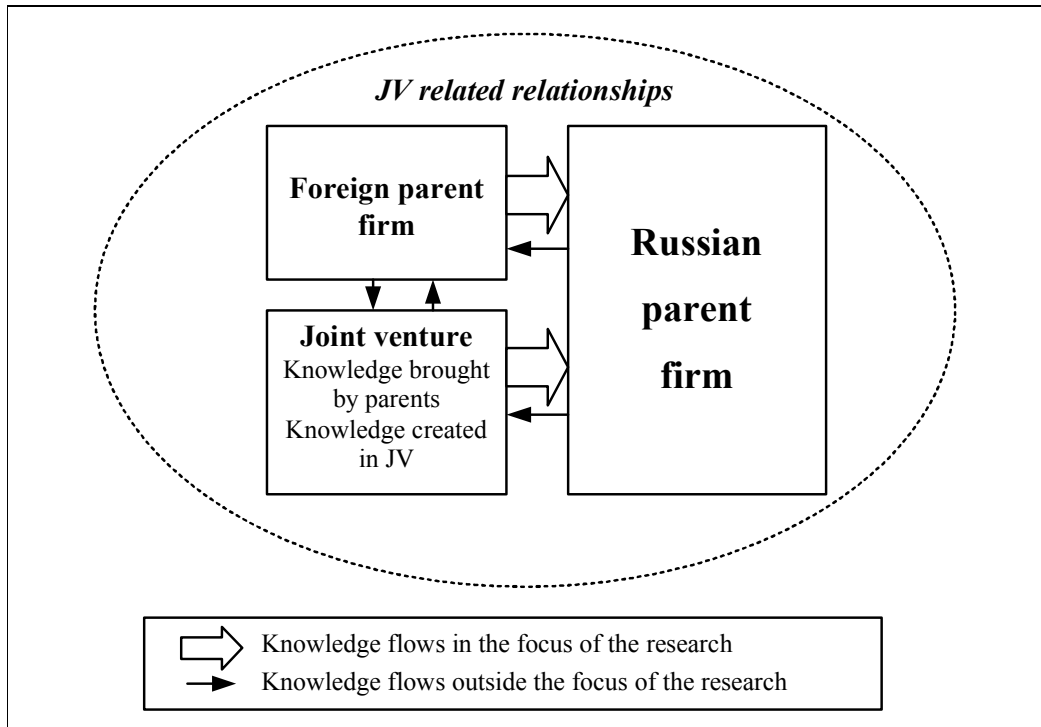 JV related relationships
Foreign parent
firm
Russian
parent
firm
Joint venture
Knowledge brought
by parents
Knowledge created
in JV
Knowledge flows in the focus of the research
Knowledge flows outside the focus of the research